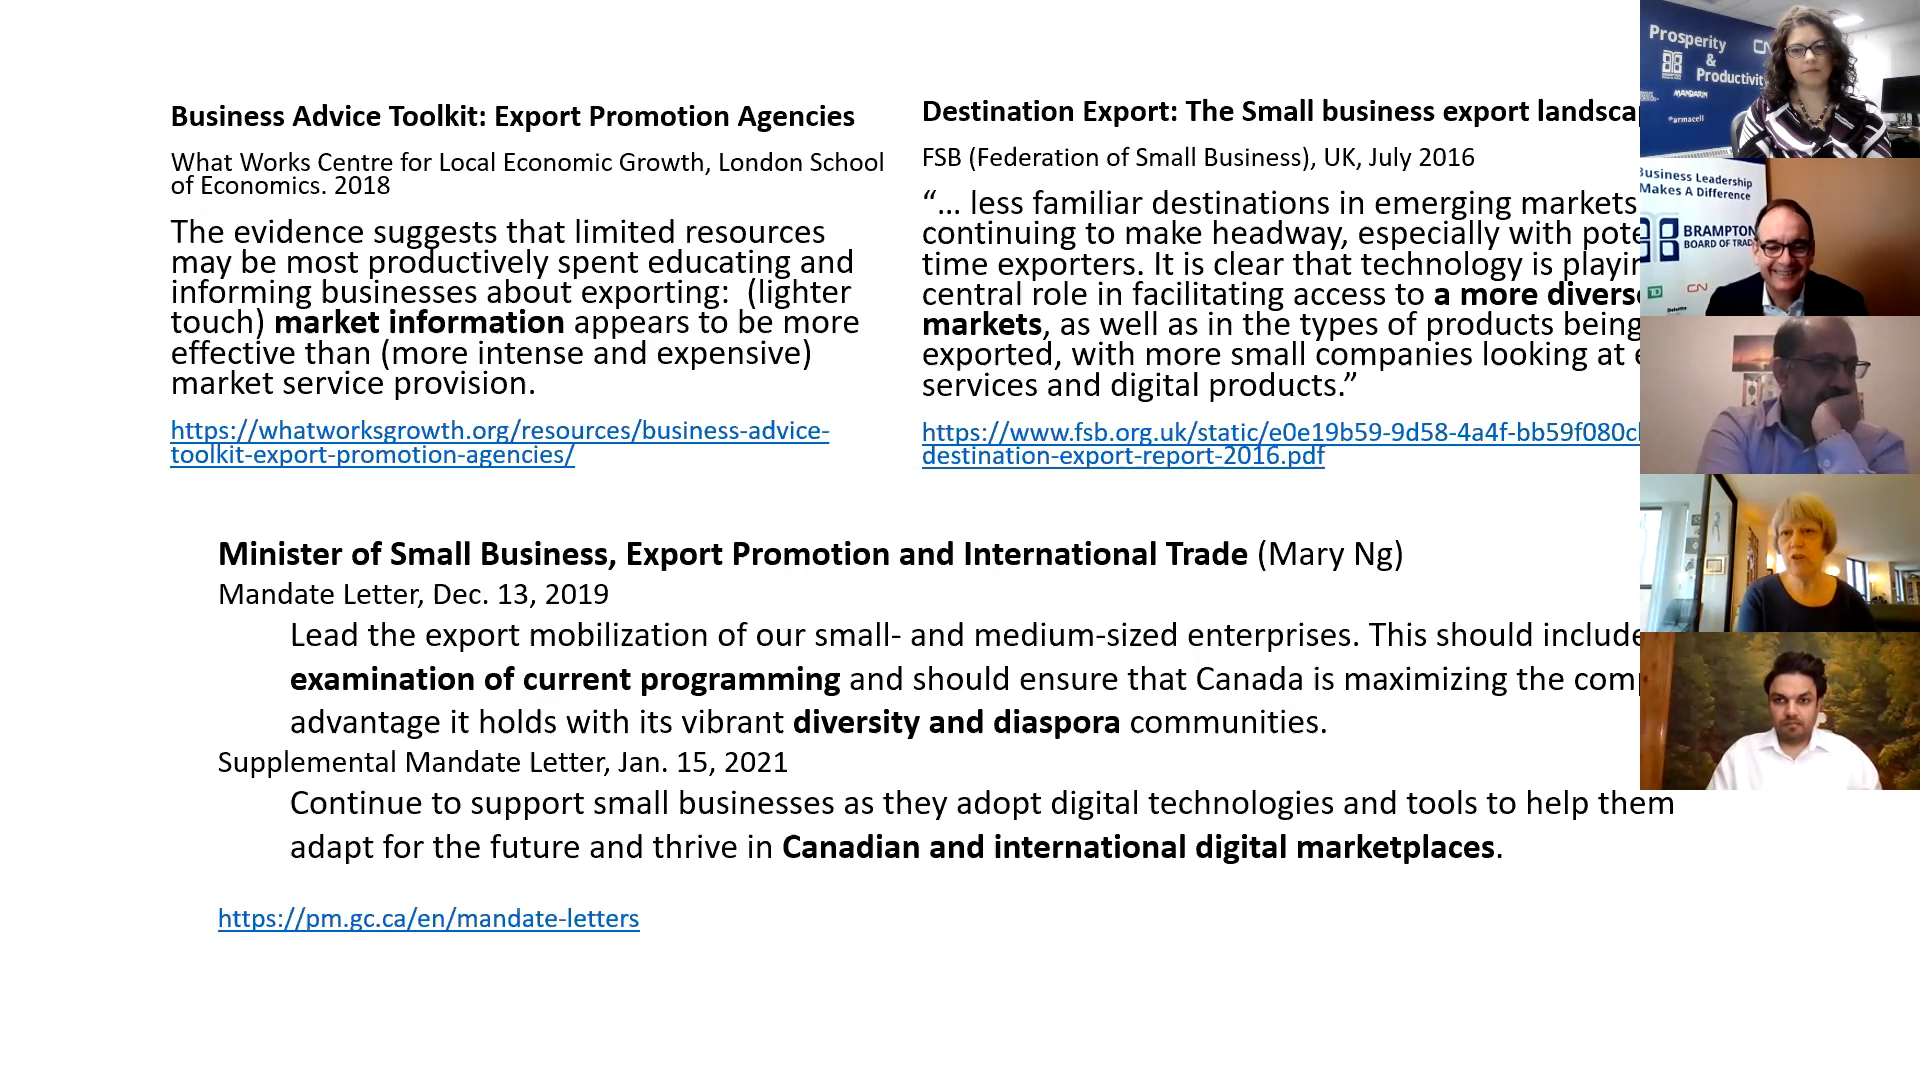 Business Advice Toolkit: Export Promotion Agencies
What Works Centre for Local Economic Growth, London School
of Economics. 2018
The evidence suggests that limited resources
may be most productively spent educating and
informing businesses about exporting:  (lighter
touch) market information appears to be more
effective than (more intense and expensive)
market service provision.
https://whatworksgrowth.org/resources/business-advice-
toolkit-export-promotion-agencies/
Destination Export: The Small business export landsca
FSB (Federation of Small Business), UK, July 2016
“… less familiar destinations in emerging markets
continuing to make headway, especially with pote
time exporters. It is clear that technology is playin
central role in facilitating access to a more diverse
markets, as well as in the types of products being
exported, with more small companies looking at e
services and digital products.”
https://www.fsb.org.uk/static/e0e19b59-9d58-4a4f-bb59f080c
destination-export-report-2016.pdf
Minister of Small Business, Export Promotion and International Trade (Mary Ng)
Mandate Letter, Dec. 13, 2019
Lead the export mobilization of our small- and medium-sized enterprises. This should include
examination of current programming and should ensure that Canada is maximizing the com
advantage it holds with its vibrant diversity and diaspora communities.
Supplemental Mandate Letter, Jan. 15, 2021
Continue to support small businesses as they adopt digital technologies and tools to help them
adapt for the future and thrive in Canadian and international digital marketplaces.
https://pm.gc.ca/en/mandate-letters
Prosperity
&
Productivit
CN
MANDARIN
armacell
Business Leadership
Makes A Difference
BRAMPTON
BOARD OF TRAD
TD
CN
Deloitte